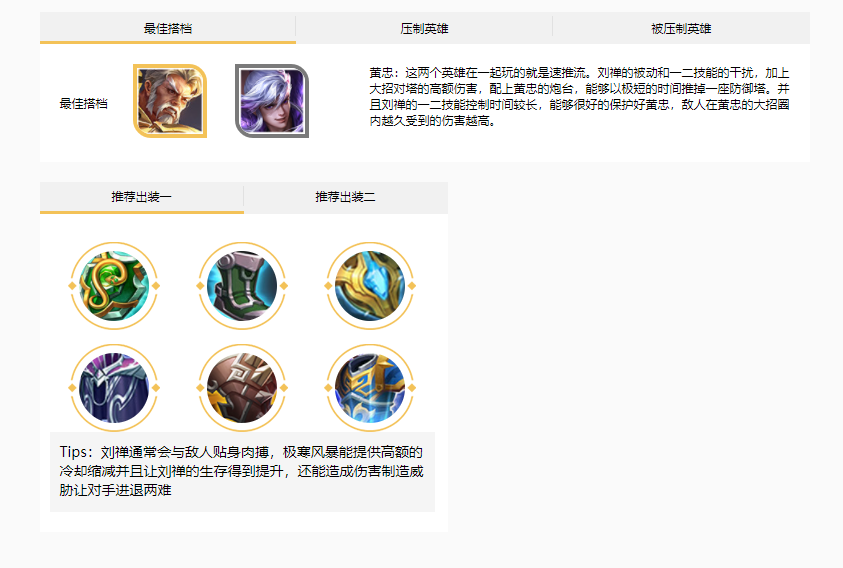 最佳搭档
压制英雄
被压制英雄
最佳搭档
黄忠：这两个英雄在一起玩的就是速推流。刘禅的被动和一二技能的干扰，加上
大招对塔的高额伤害，配上黄忠的炮台，能够以极短的时间推掉一座防御塔。并
且刘禅的一二技能控制时间较长，能够很好的保护好黄忠，敌人在黄忠的大招圈
内越久受到的伤害越高。
推荐出装一
推荐出装二
Tips：刘禅通常会与敌人贴身肉搏，极寒风暴能提供高额的
冷却缩减并且让刘禅的生存得到提升，还能造成伤害制造威
胁让对手进退两难